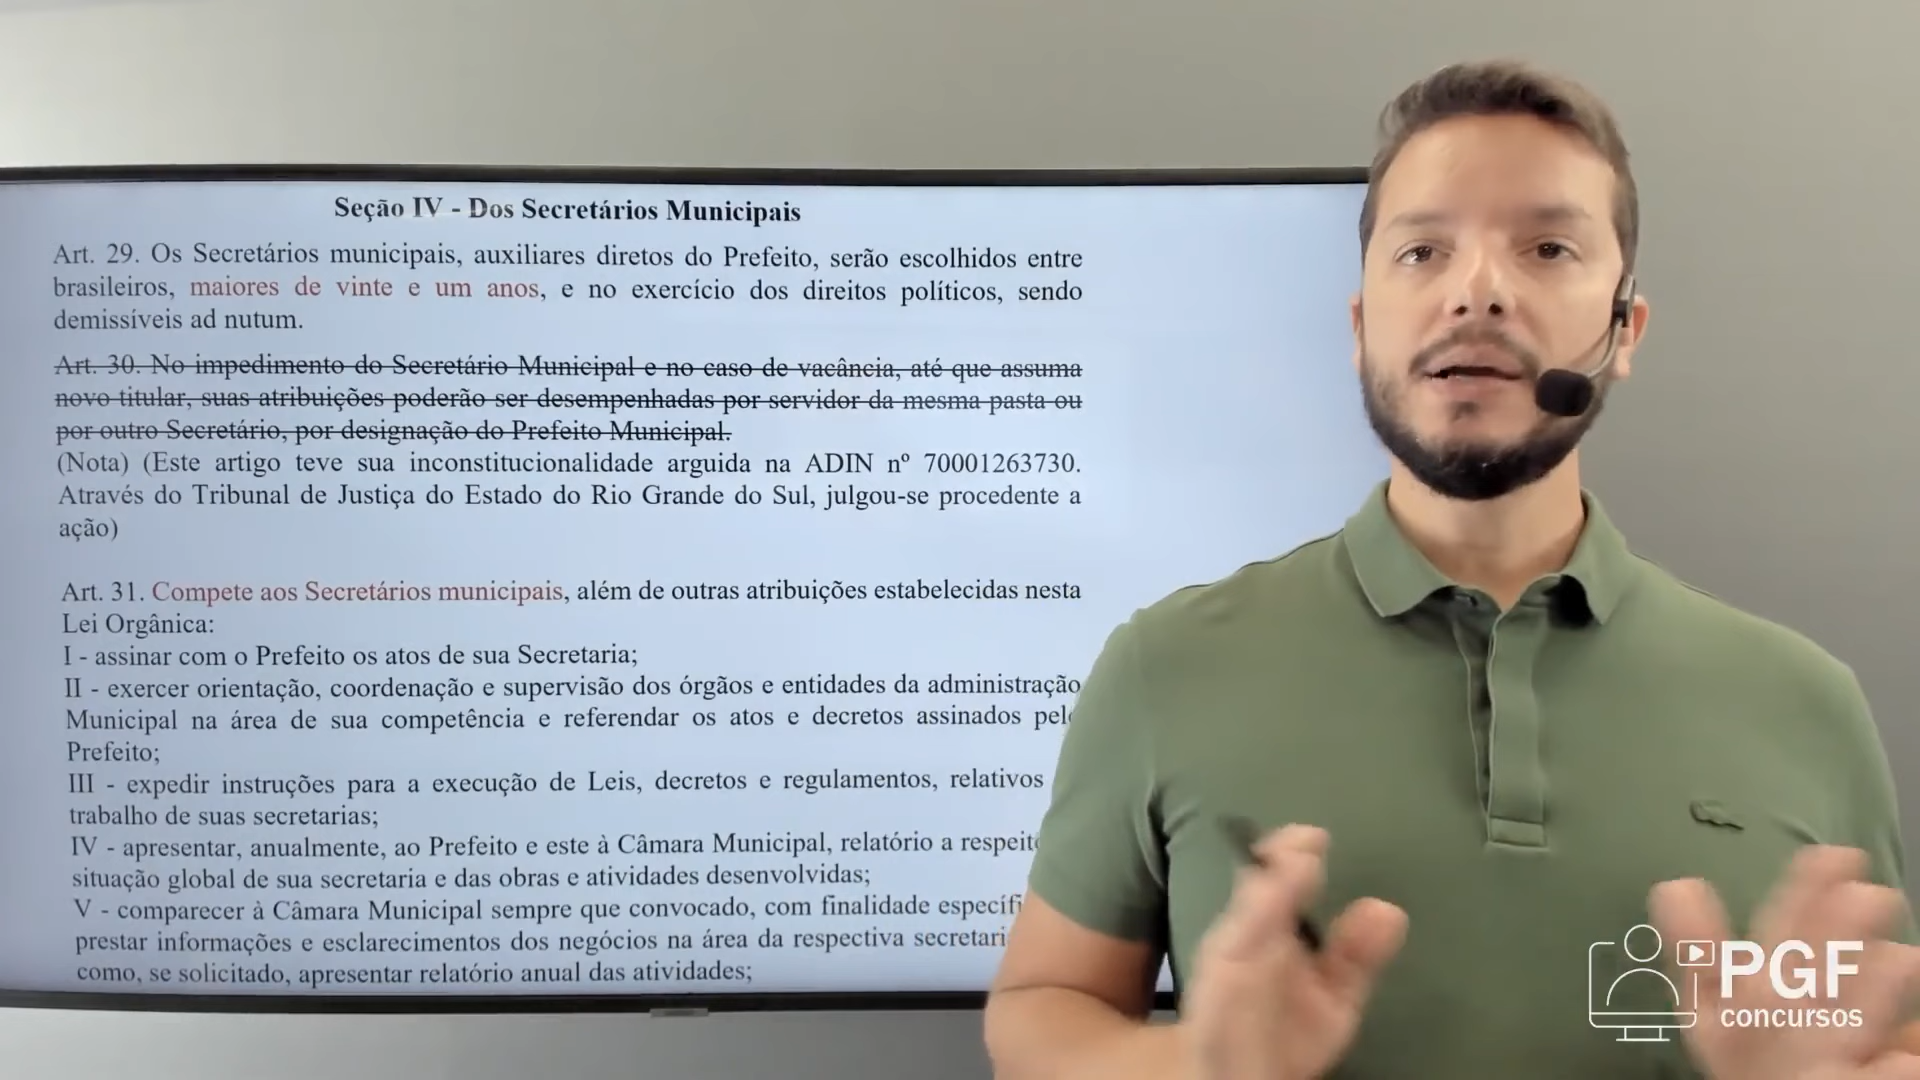 Seção IV - Dos Secretários Municipais
Art. 29. Os Secretários municipais, auxiliares diretos do Prefeito, serão escolhidos entre
brasileiros, maiores de vinte e um anos, e no exercício dos direitos políticos, sendo
demissíveis ad nutum.
Art. 30. No impedimento do Secretário Municipal e no caso de vacância, até que assuma
novo titular, suas atribuições poderão ser desempenhadas por servidor da mesma pasta ou
por outro Secretário, por designação do Prefeito Municipal.
(Nota) (Este artigo teve sua inconstitucionalidade arguida na ADIN nº 70001263730.
Através do Tribunal de Justiça do Estado do Rio Grande do Sul, julgou-se procedente a
ação)
Art. 31. Compete aos Secretários municipais, além de outras atribuições estabelecidas nesta
Lei Orgânica:
I - assinar com o Prefeito os atos de sua Secretaria;
II - exercer orientação, coordenação e supervisão dos órgãos e entidades da administração
Municipal na área de sua competência e referendar os atos e decretos assinados
Prefeito;
III - expedir instruções para a execução de Leis, decretos e regulamentos, relativos
trabalho de suas secretarias;
IV - apresentar, anualmente, ao Prefeito e este à Câmara Municipal, relatório a
situação global de sua secretaria e das obras e atividades desenvolvidas;
V - comparecer à Câmara Municipal sempre que convocado, com finalidade
prestar informações e esclarecimentos dos negócios na área da respectiva
como, se solicitado, apresentar relatório anual das atividades;
PGF
concursos